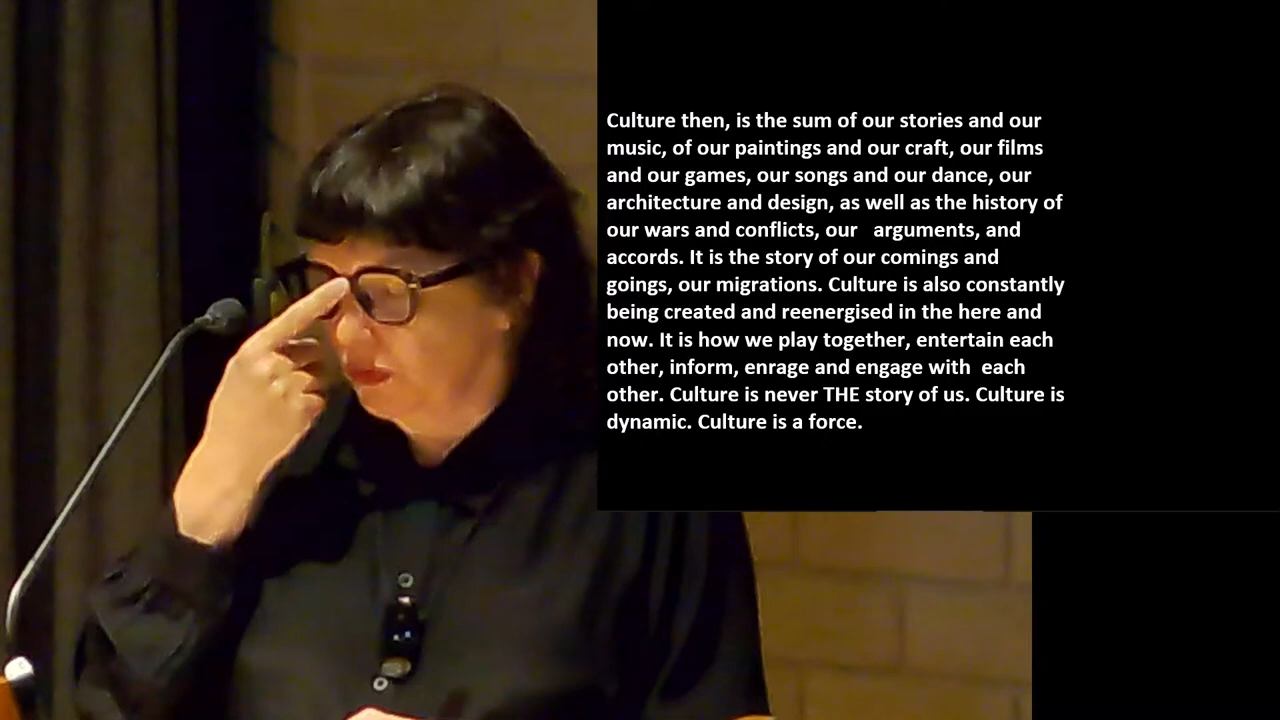 Culture then, is the sum of our stories and our
music, of our paintings and our craft, our films
and our games, our songs and our dance, our
architecture and design, as well as the history of
our wars and conflicts, our   arguments, and
accords. It is the story of our comings and
goings, our migrations. Culture is also constantly
being created and reenergised in the here and
now. It is how we play together, entertain each
other, inform, enrage and engage with  each
other. Culture is never THE story of us. Culture is
dynamic. Culture is a force.